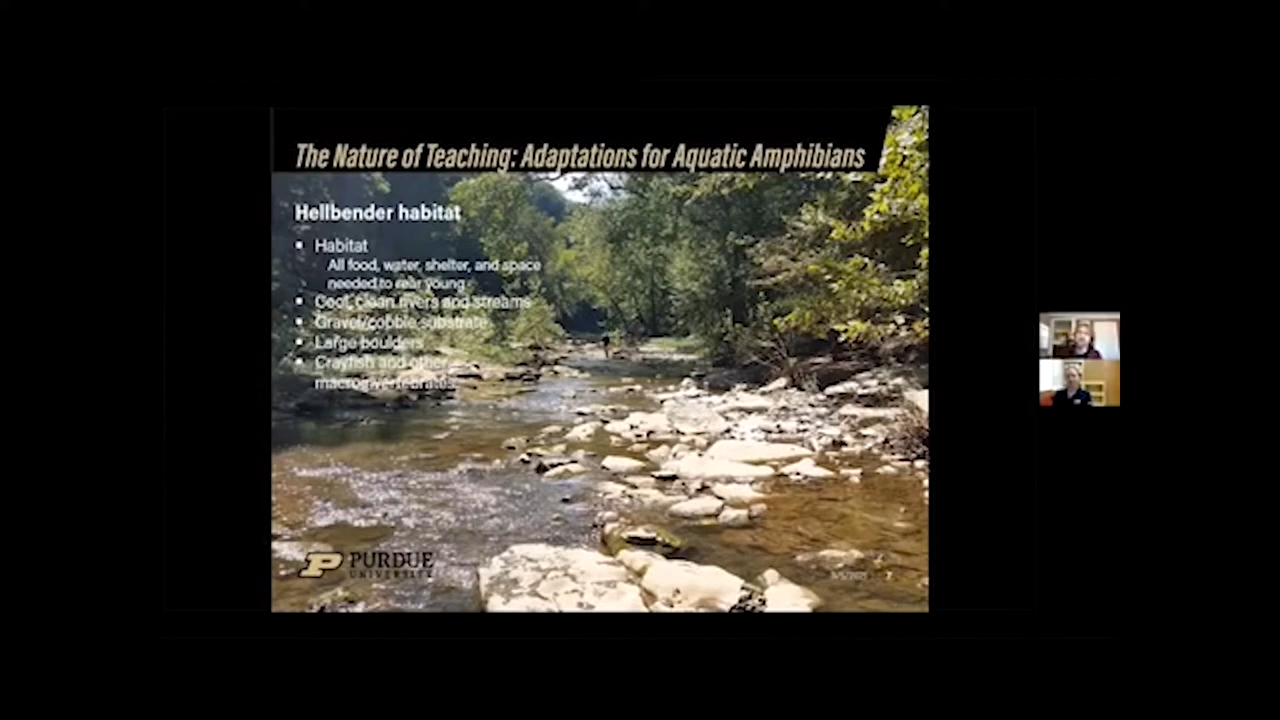 The Nature of Teaching: Adaptations for Aquatic Amphibians
Hellbender habitat
▪ Habitat
All food, water, shelter, and space
needed to rear young
▪ Cool, clean rivers and streams
▪ Gravel/cobble substrate
▪ Large boulders
▪ Crayfish and other
macroinvertebrates
PURDUE
UNIVERSITY